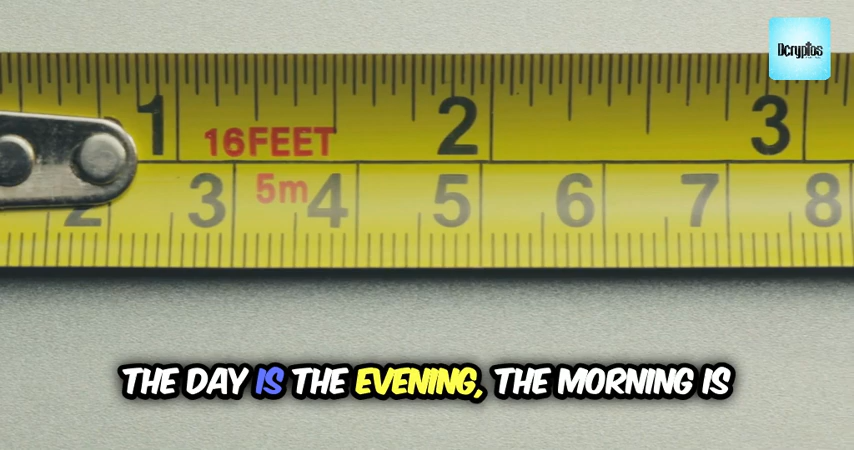 Dcryptos
1 16FEET 2 3
2 3 5m 4 5 6 7 8
THE DAY IS THE EVENING, THE MORNING IS